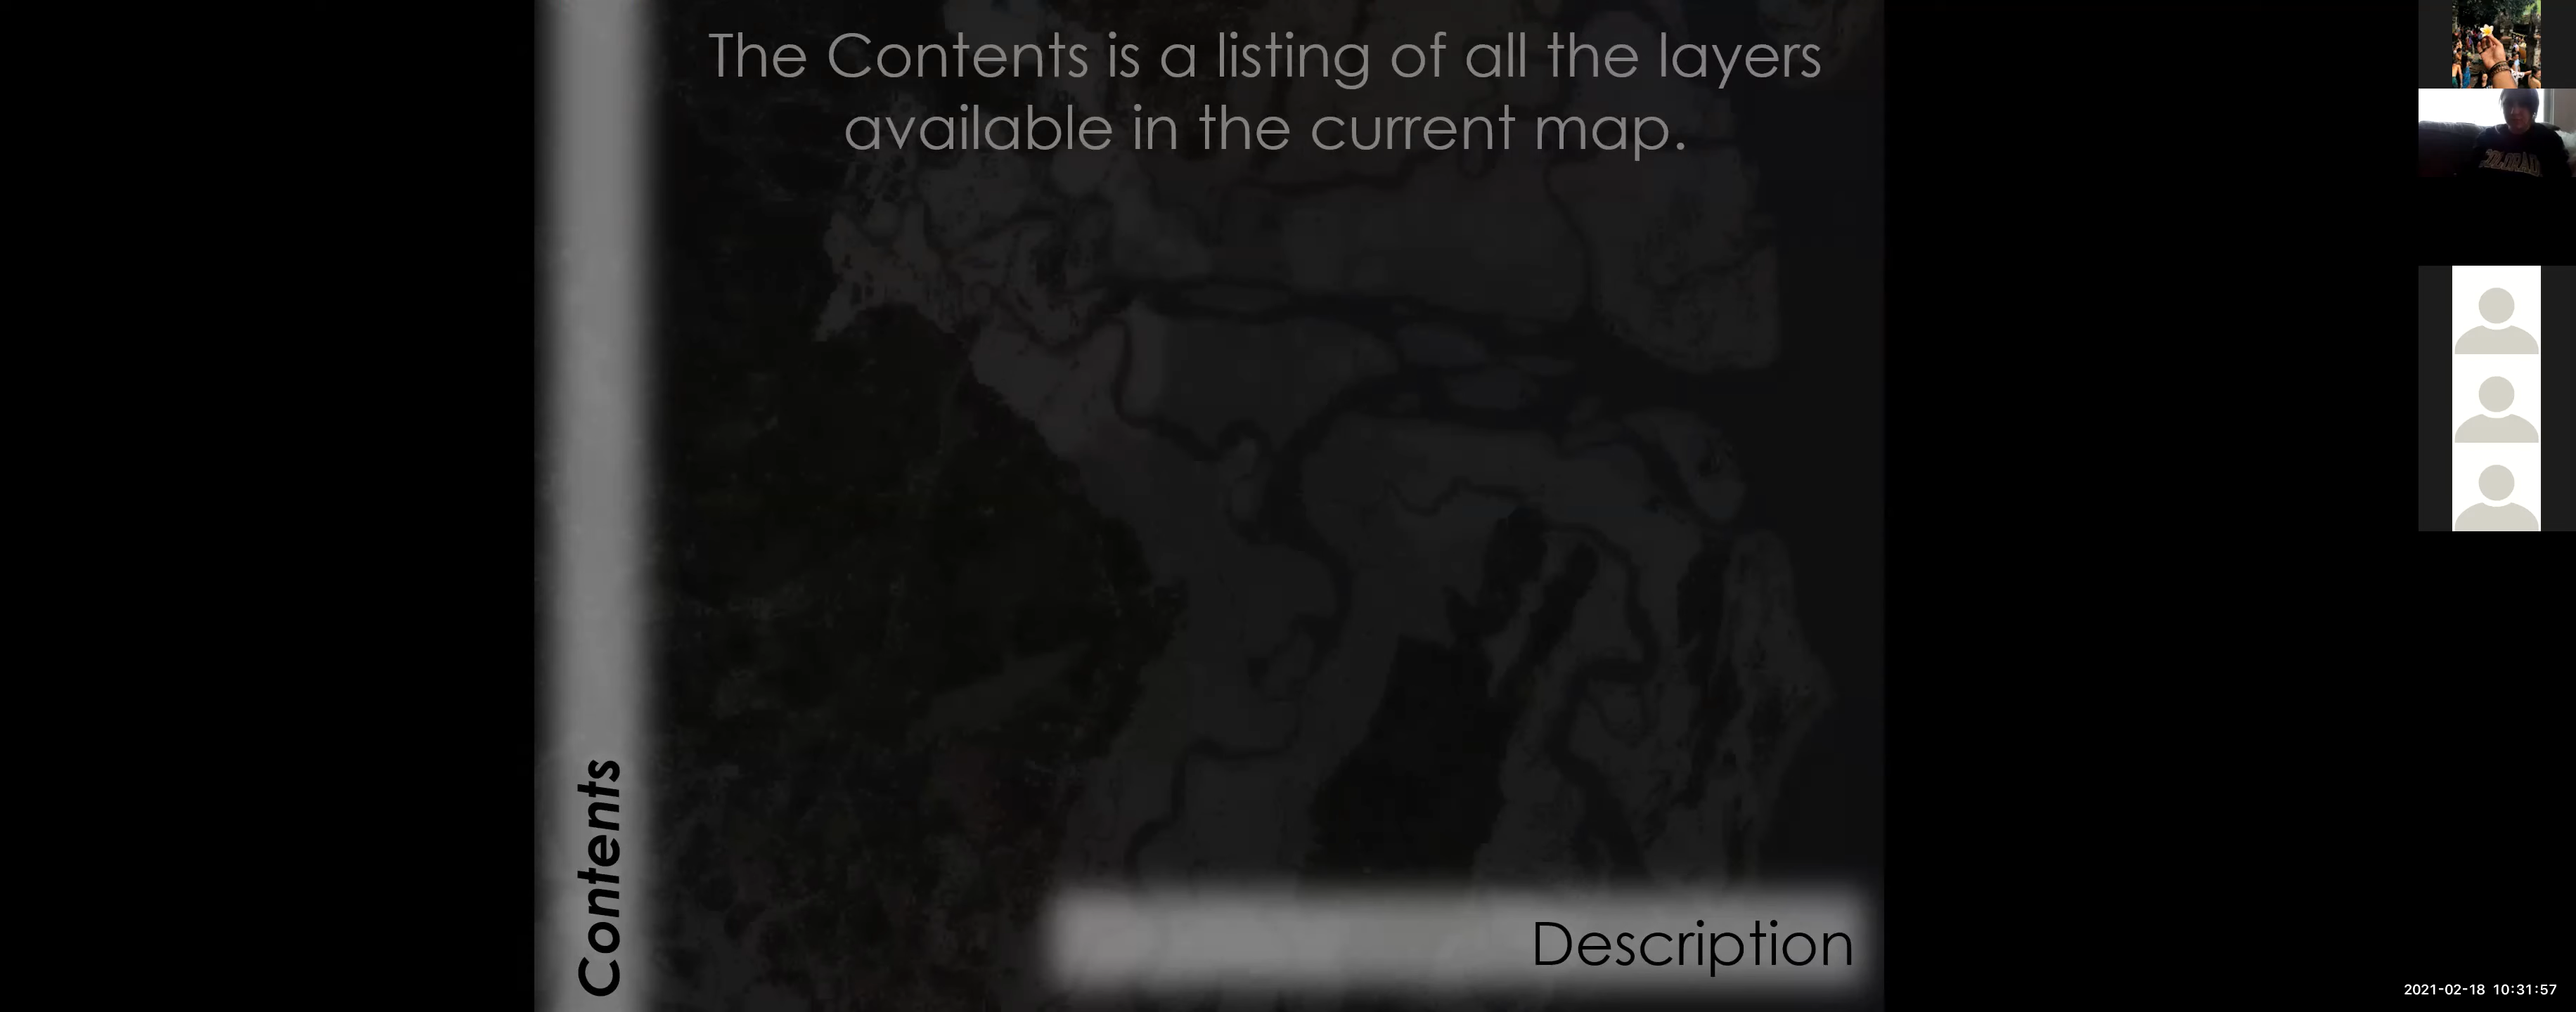 The Contents is a listing of all the layers
available in the current map.
Contents
Description
2021-02-18 10:31:57